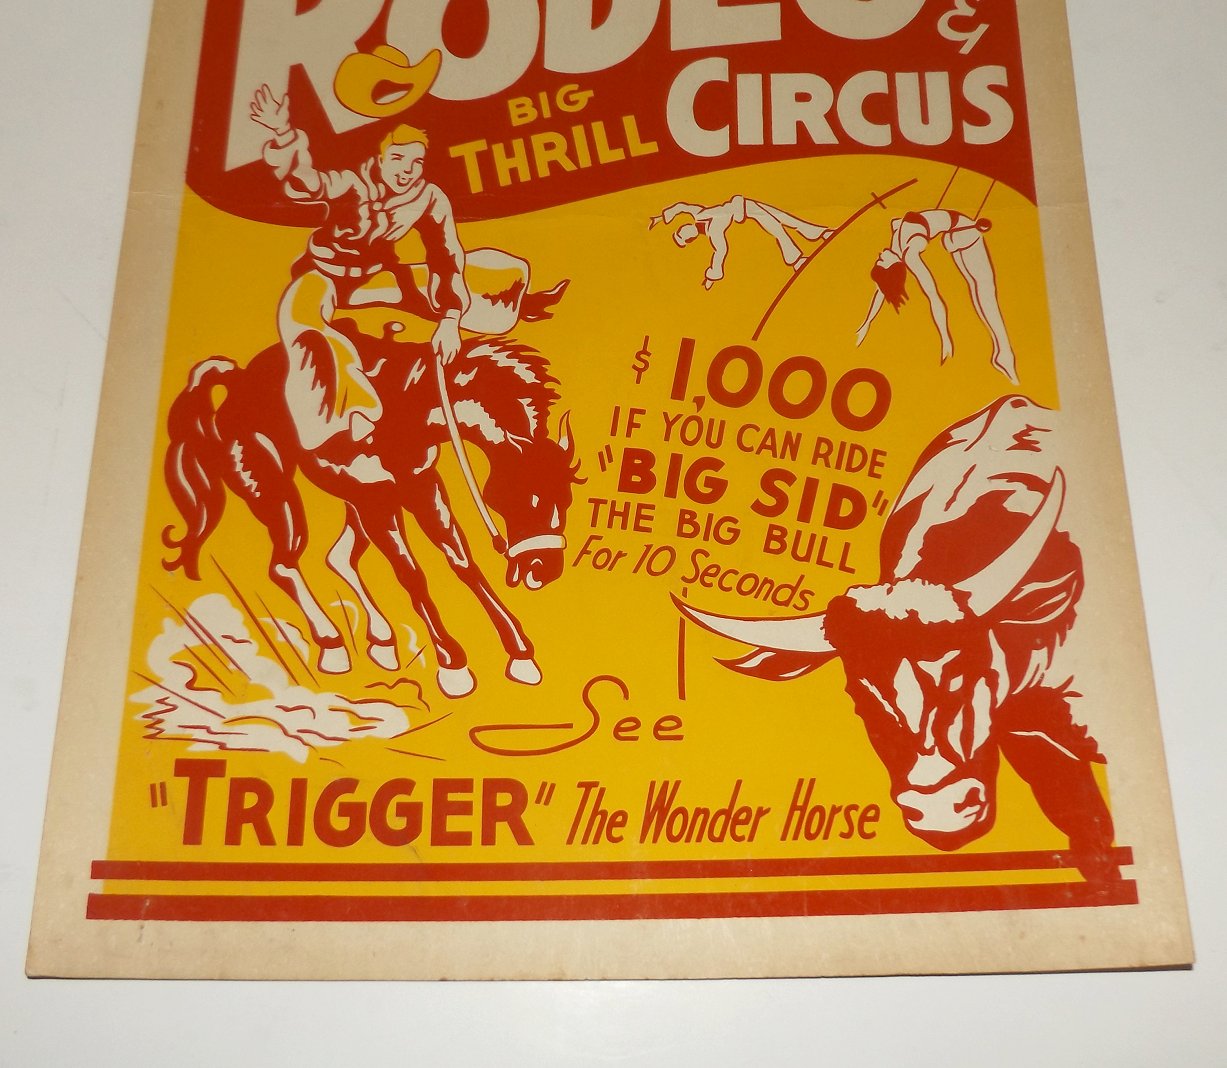 RODEO &
BIG
THRILL CIRCUS
$1,000
IF YOU CAN RIDE
"BIG SID"
THE BIG BULL
For 10 Seconds
See
"TRIGGER" The Wonder Horse